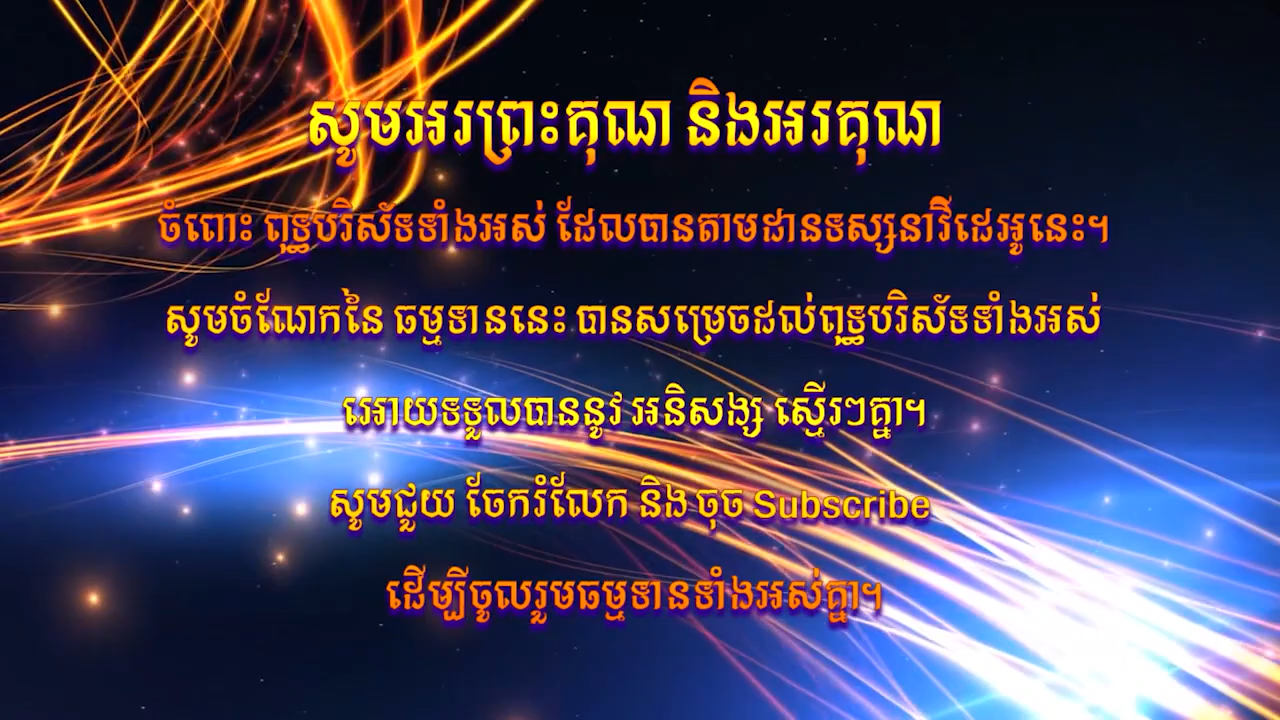 សូមអរព្រះគុណ និងអរគុណ
ចំពោះ ពុទ្ធបរិស័ទទាំងអស់ ដែលបានតាមដានទស្សនាវីដេអូនេះ។
សូមចំណែកនៃ ធម្មទាននេះ បានសម្រេចដល់ពុទ្ធបរិស័ទទាំងអស់
អោយទទួលបាននូវ អនិសង្ស ស្មើរៗគ្នា។
សូមជួយ ចែករំលែក និង ចុច Subscribe
ដើម្បីចូលរួមធម្មទានទាំងអស់គ្នា។